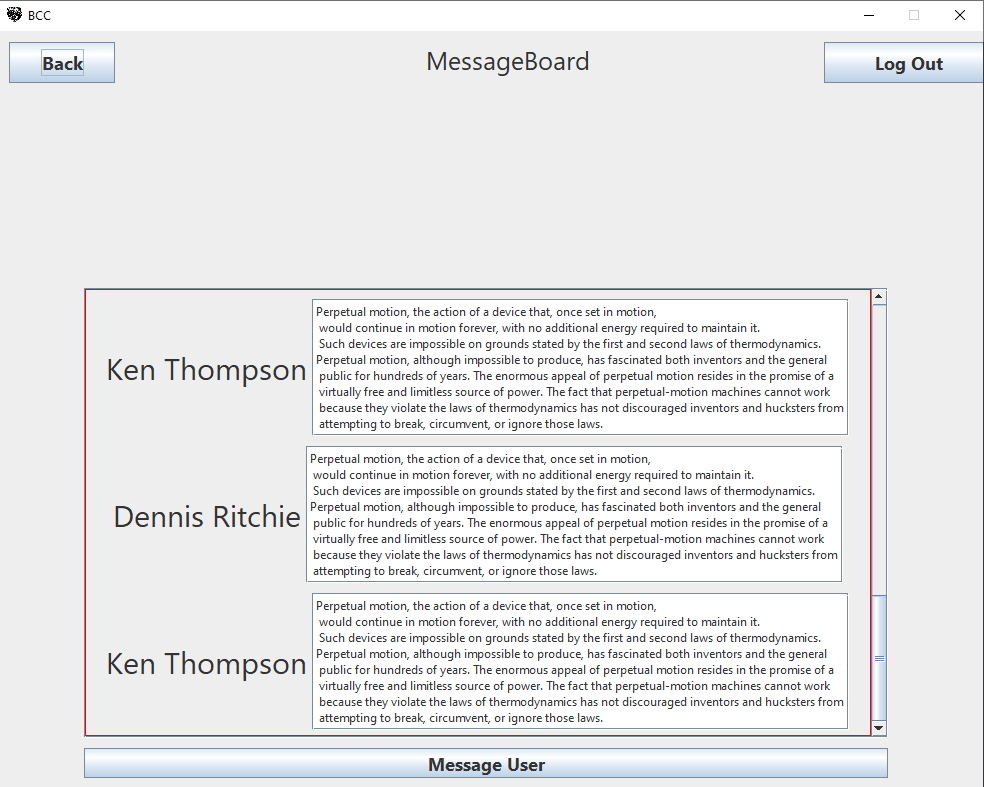 BCC
Back
MessageBoard
Log Out
Ken Thompson
Perpetual motion, the action of a device that, once set in motion,
would continue in motion forever, with no additional energy required to maintain it.
Such devices are impossible on grounds stated by the first and second laws of thermodynamics.
Perpetual motion, although impossible to produce, has fascinated both inventors and the general
public for hundreds of years. The enormous appeal of perpetual motion resides in the promise of a
virtually free and limitless source of power. The fact that perpetual-motion machines cannot work
because they violate the laws of thermodynamics has not discouraged inventors and hucksters from
attempting to break, circumvent, or ignore those laws.
Dennis Ritchie
Perpetual motion, the action of a device that, once set in motion,
would continue in motion forever, with no additional energy required to maintain it.
Such devices are impossible on grounds stated by the first and second laws of thermodynamics.
Perpetual motion, although impossible to produce, has fascinated both inventors and the general
public for hundreds of years. The enormous appeal of perpetual motion resides in the promise of a
virtually free and limitless source of power. The fact that perpetual-motion machines cannot work
because they violate the laws of thermodynamics has not discouraged inventors and hucksters from
attempting to break, circumvent, or ignore those laws.
Ken Thompson
Perpetual motion, the action of a device that, once set in motion,
would continue in motion forever, with no additional energy required to maintain it.
Such devices are impossible on grounds stated by the first and second laws of thermodynamics.
Perpetual motion, although impossible to produce, has fascinated both inventors and the general
public for hundreds of years. The enormous appeal of perpetual motion resides in the promise of a
virtually free and limitless source of power. The fact that perpetual-motion machines cannot work
because they violate the laws of thermodynamics has not discouraged inventors and hucksters from
attempting to break, circumvent, or ignore those laws.
Message User